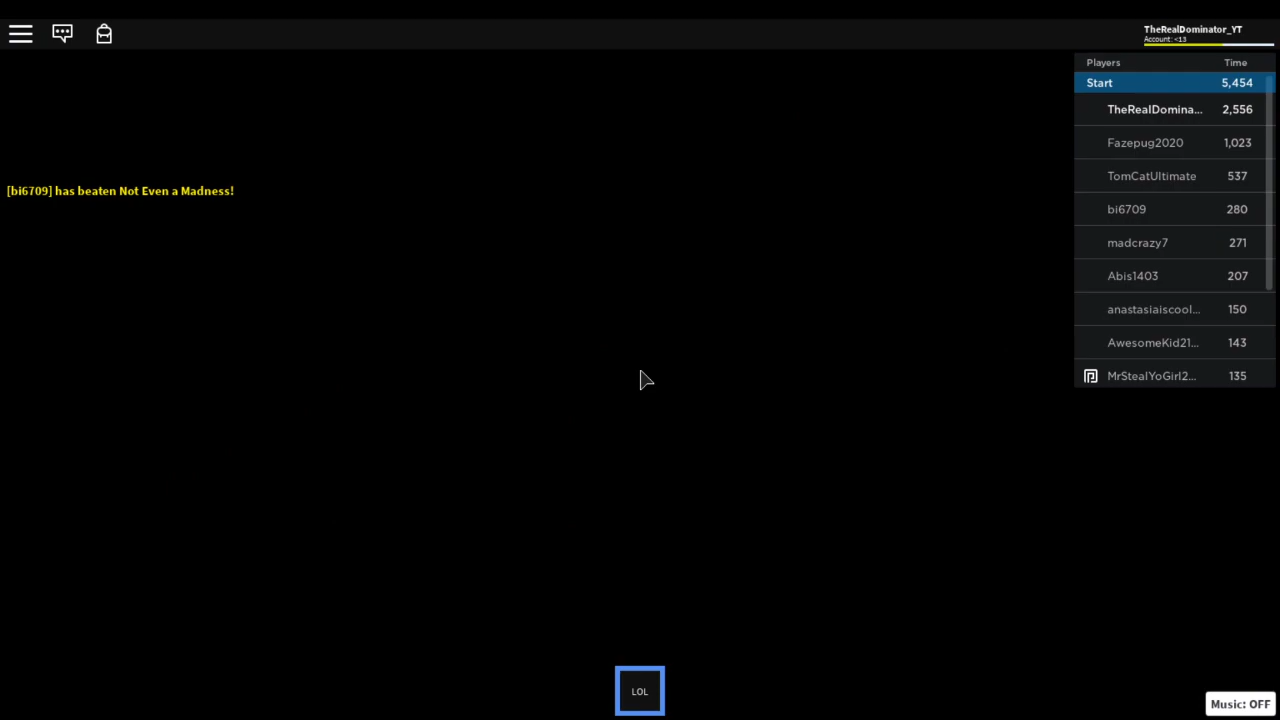 TheRealDominator_YT
Account: <13
Players Time
Start 5,454
TheRealDomina... 2,556
Fazepug2020 1,023
TomCatUltimate 537
bi6709 280
madcrazy7 271
Abis1403 207
anastasiaiscool... 150
AwesomeKid21... 143
MrStealYoGirl2... 135
[bi6709] has beaten Not Even a Madness!
LOL
Music: OFF